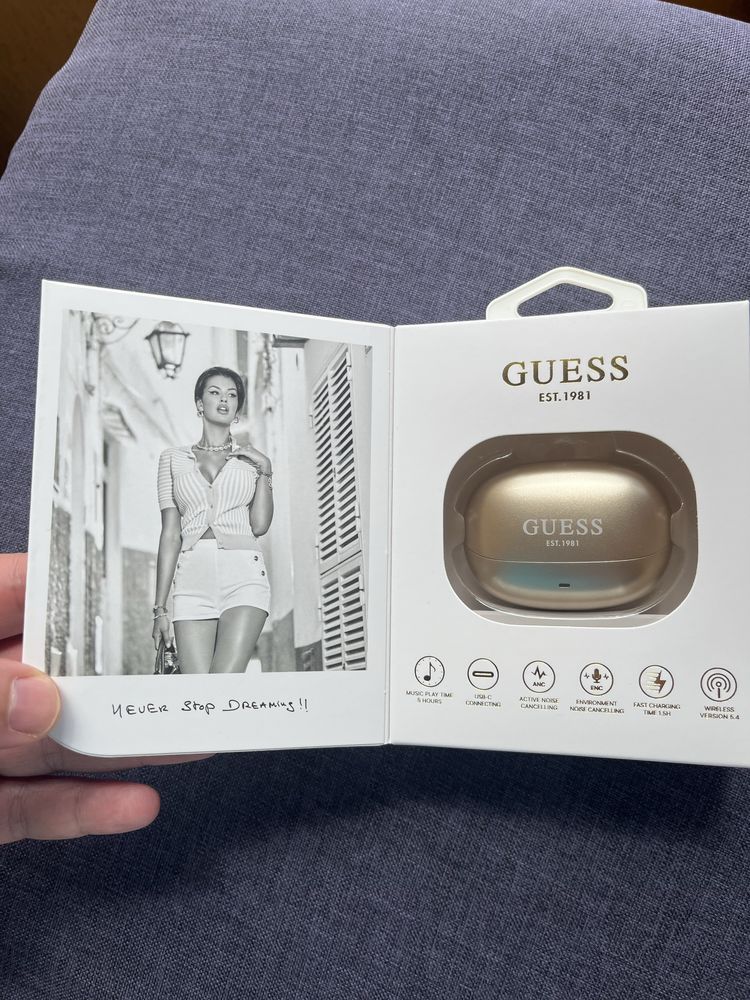 GUESS
EST.1981
GUESS
EST.1981
MUSIC PLAY TIME
5 HOURS
USB-C
CONNECTING
ANC
ACTIVE NOISE
CANCELLING
ENC
ENVIRONMENT
NOISE CANCELLING
FAST CHARGING
TIME 1.5H
WIRELESS
VERSION 5.4
NEVER Stop DREAMING!!